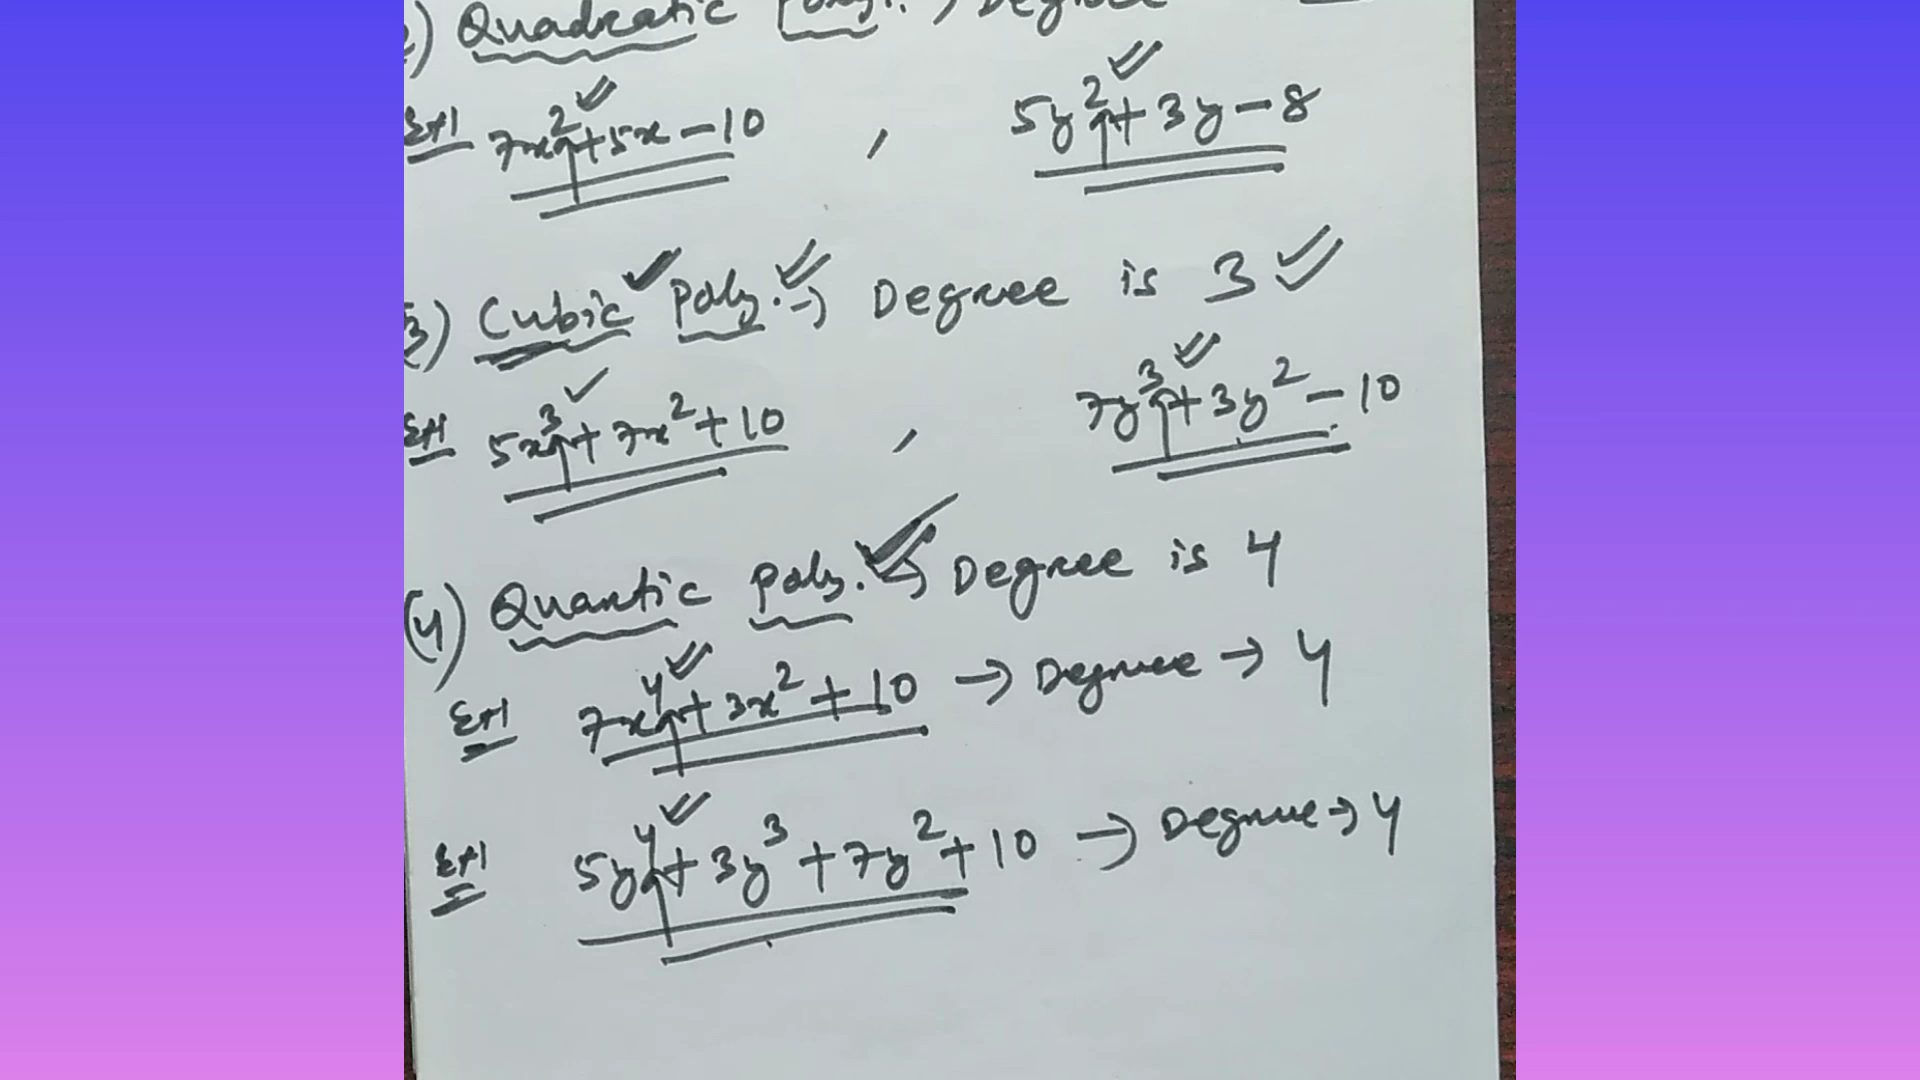 2) Quadratic Poly. → Degree
Ex:- 7x²+5x-10 , 5y²+3y-8
(3) Cubic Poly. → Degree is 3
Ex:- 5x³+7x²+10 , 7y³+3y²-10
(4) Quantic Poly. → Degree is 4
Ex:- 7x⁴+3x²+10 → Degree → 4
Ex:- 5y⁴+3y³+7y²+10 → Degree → 4